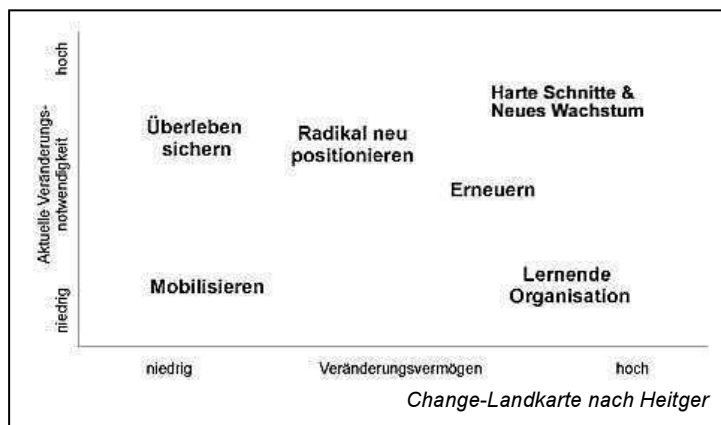 hoch
Aktuelle Veränderungs-
notwendigkeit
niedrig
Harte Schnitte &
Neues Wachstum
Überleben
sichern
Radikal neu
positionieren
Erneuern
Mobilisieren
Lernende
Organisation
niedrig
Veränderungsvermögen
hoch
Change-Landkarte nach Heitger